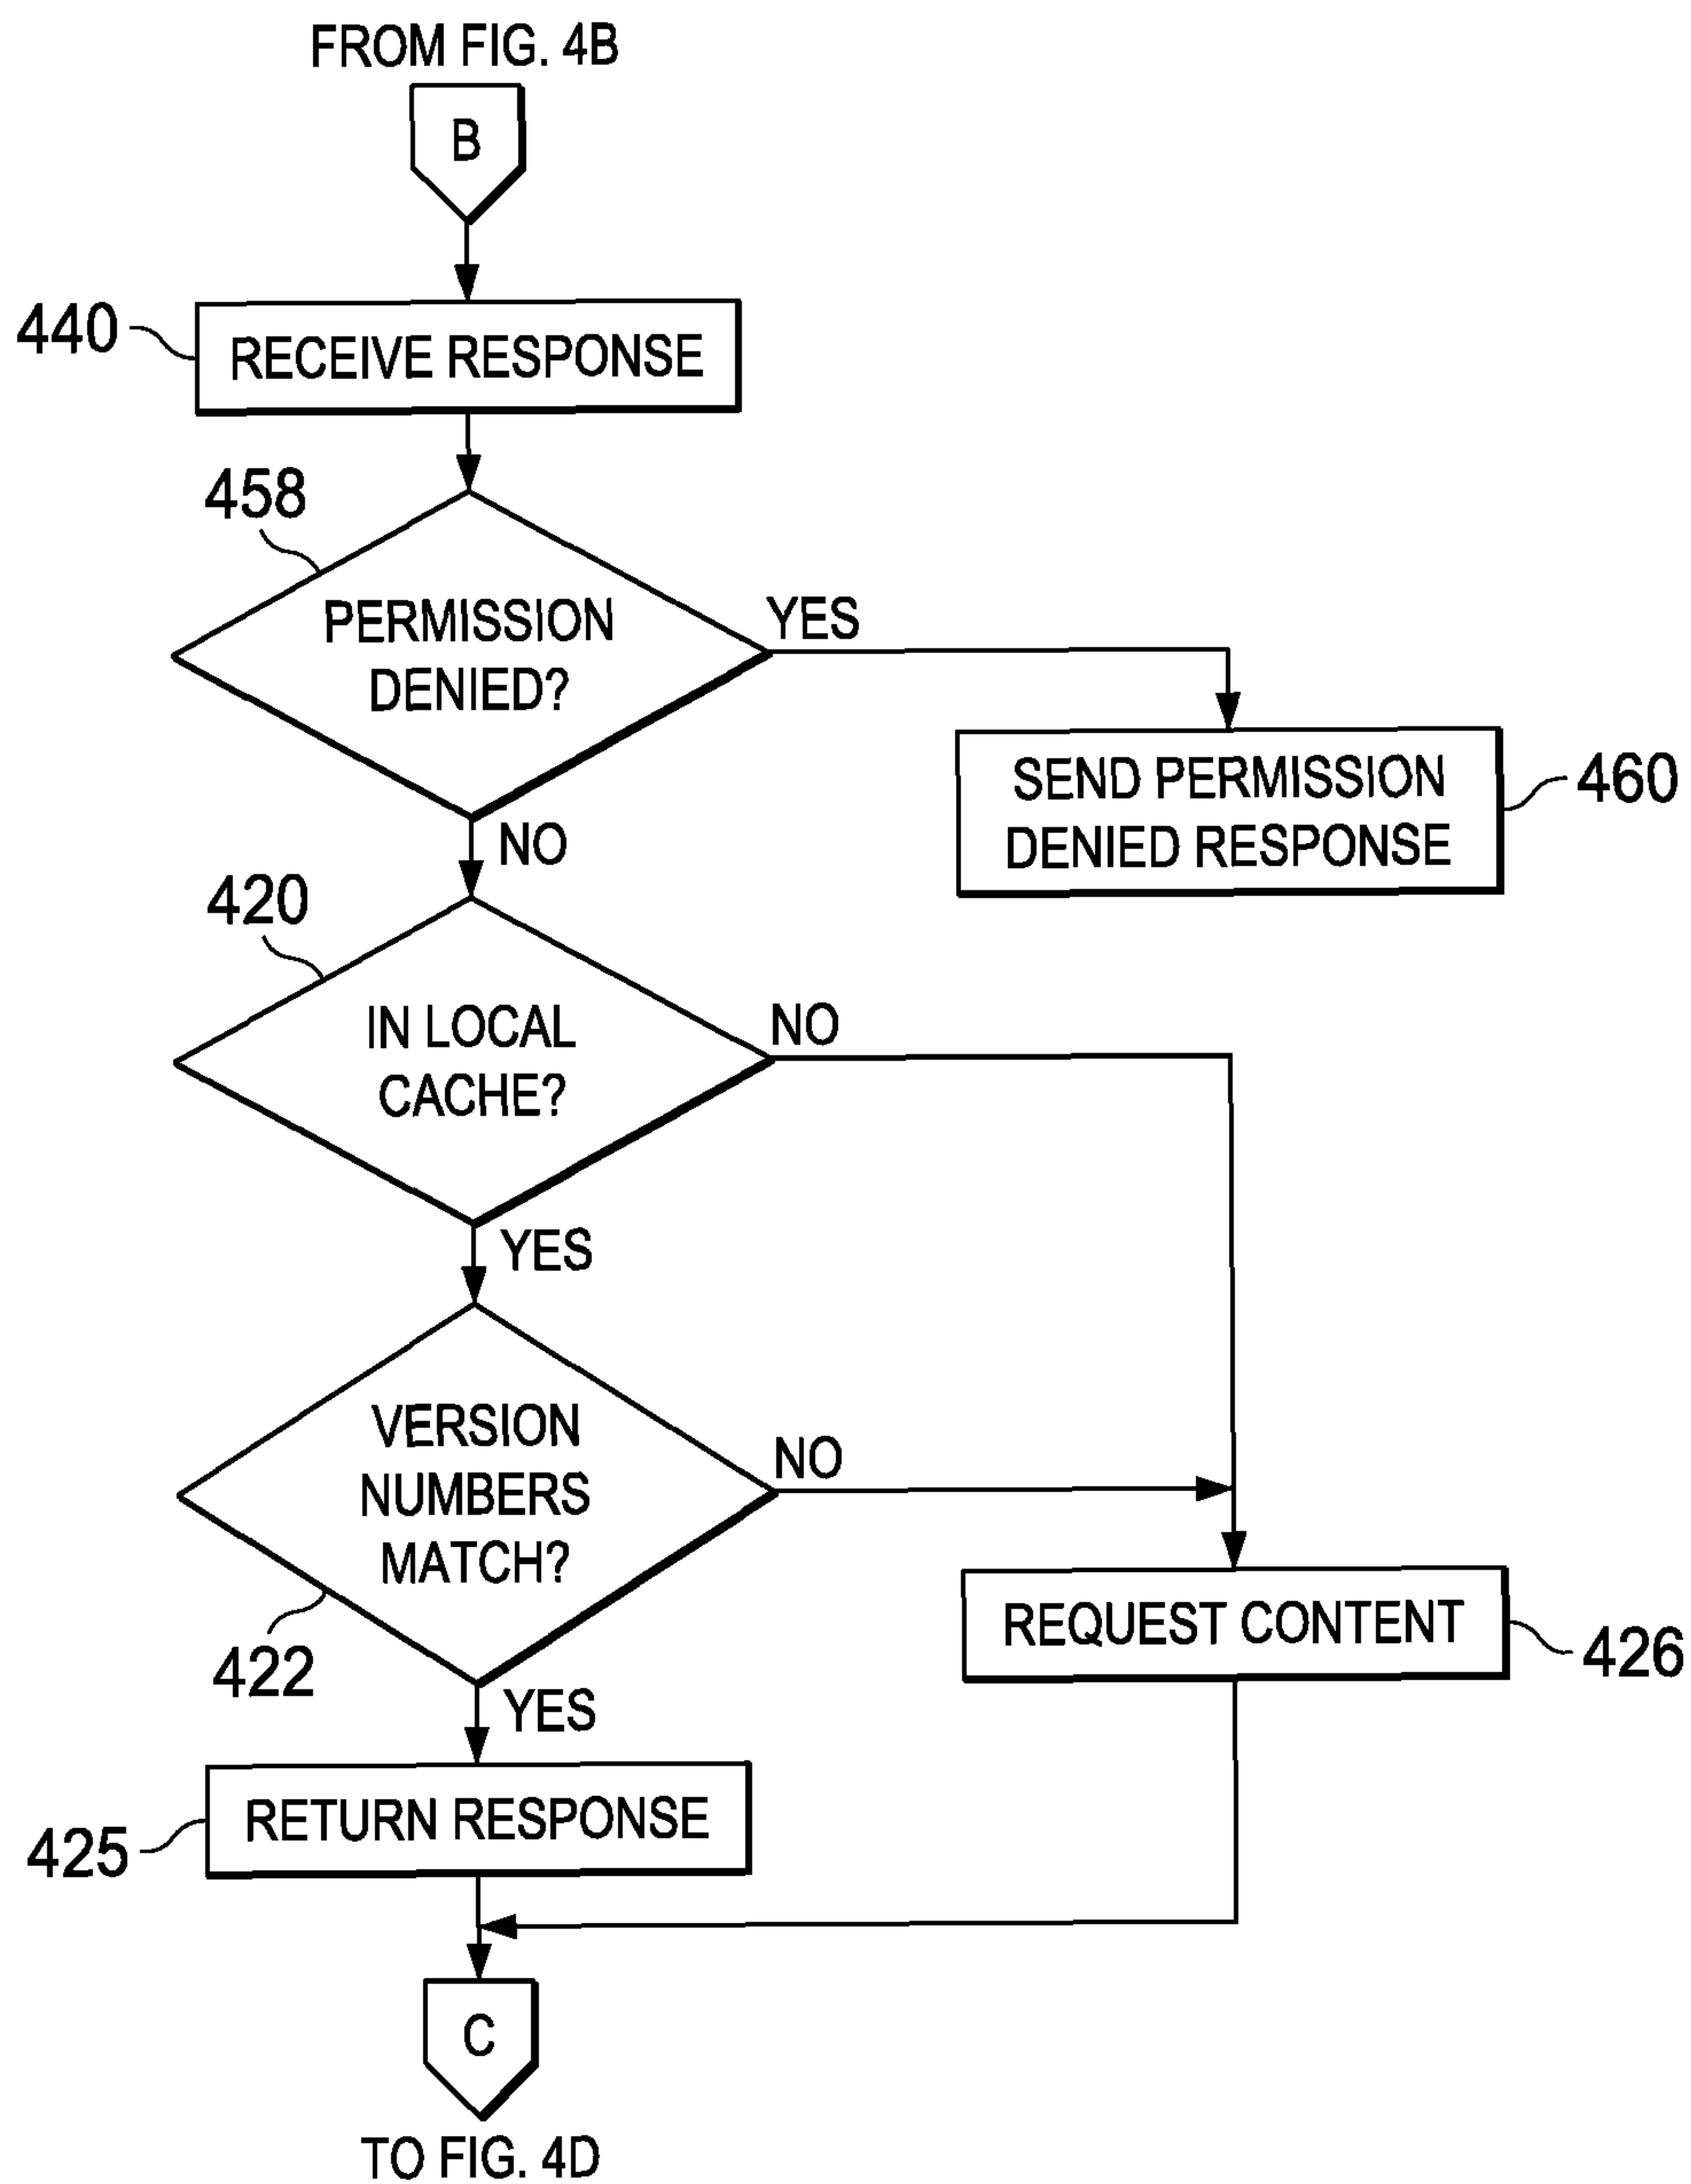 FROM FIG. 4B
B
440
RECEIVE RESPONSE
458
PERMISSION
DENIED?
YES
SEND PERMISSION
DENIED RESPONSE
460
NO
420
IN LOCAL
CACHE?
NO
YES
VERSION
NUMBERS
MATCH?
NO
422
REQUEST CONTENT
426
YES
RETURN RESPONSE
425
C
TO FIG. 4D